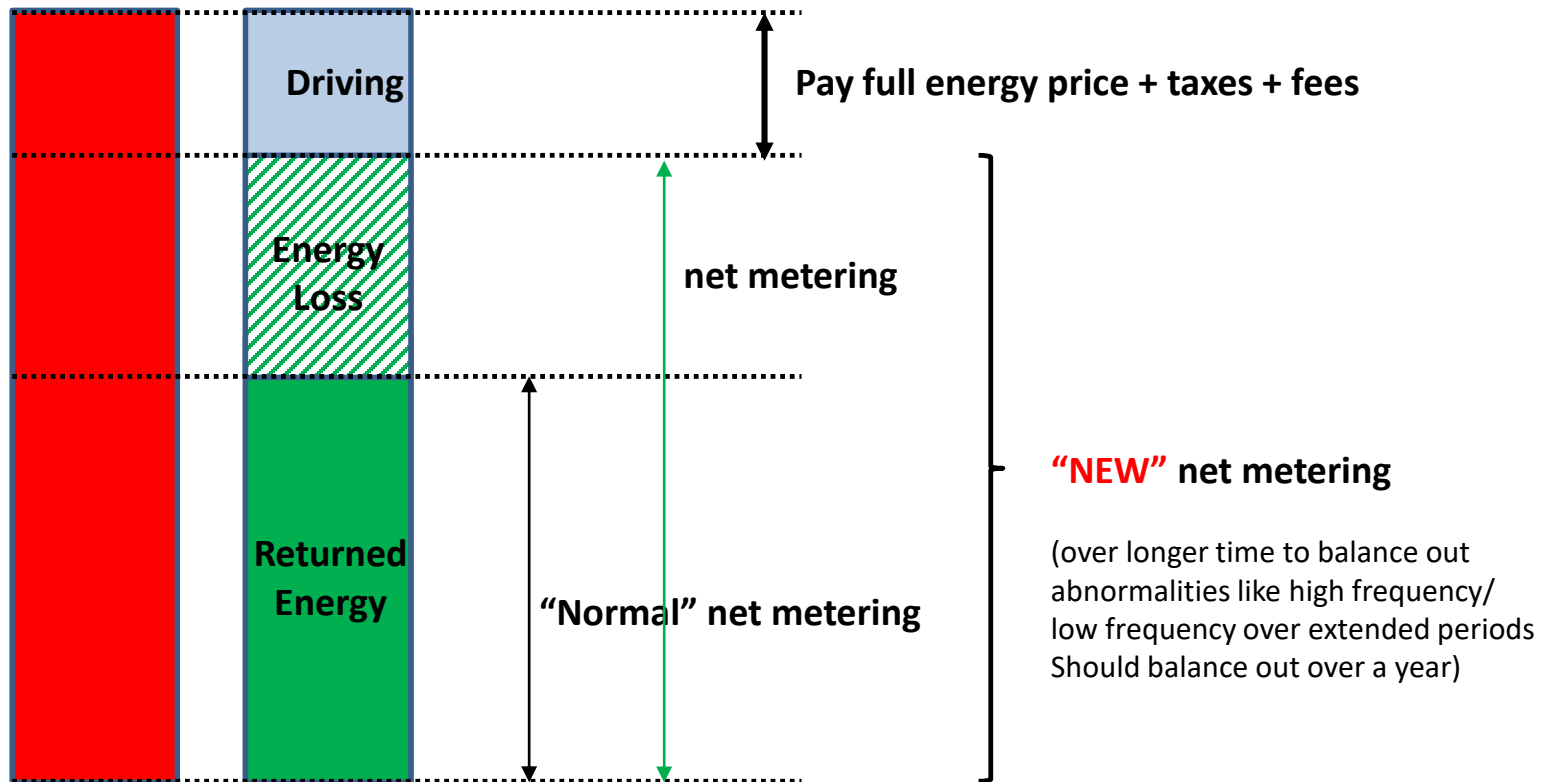 Driving
Pay full energy price + taxes + fees
Energy
Loss
net metering
“NEW” net metering
(over longer time to balance out
abnormalities like high frequency/
low frequency over extended periods
Should balance out over a year)
Returned
Energy
“Normal” net metering